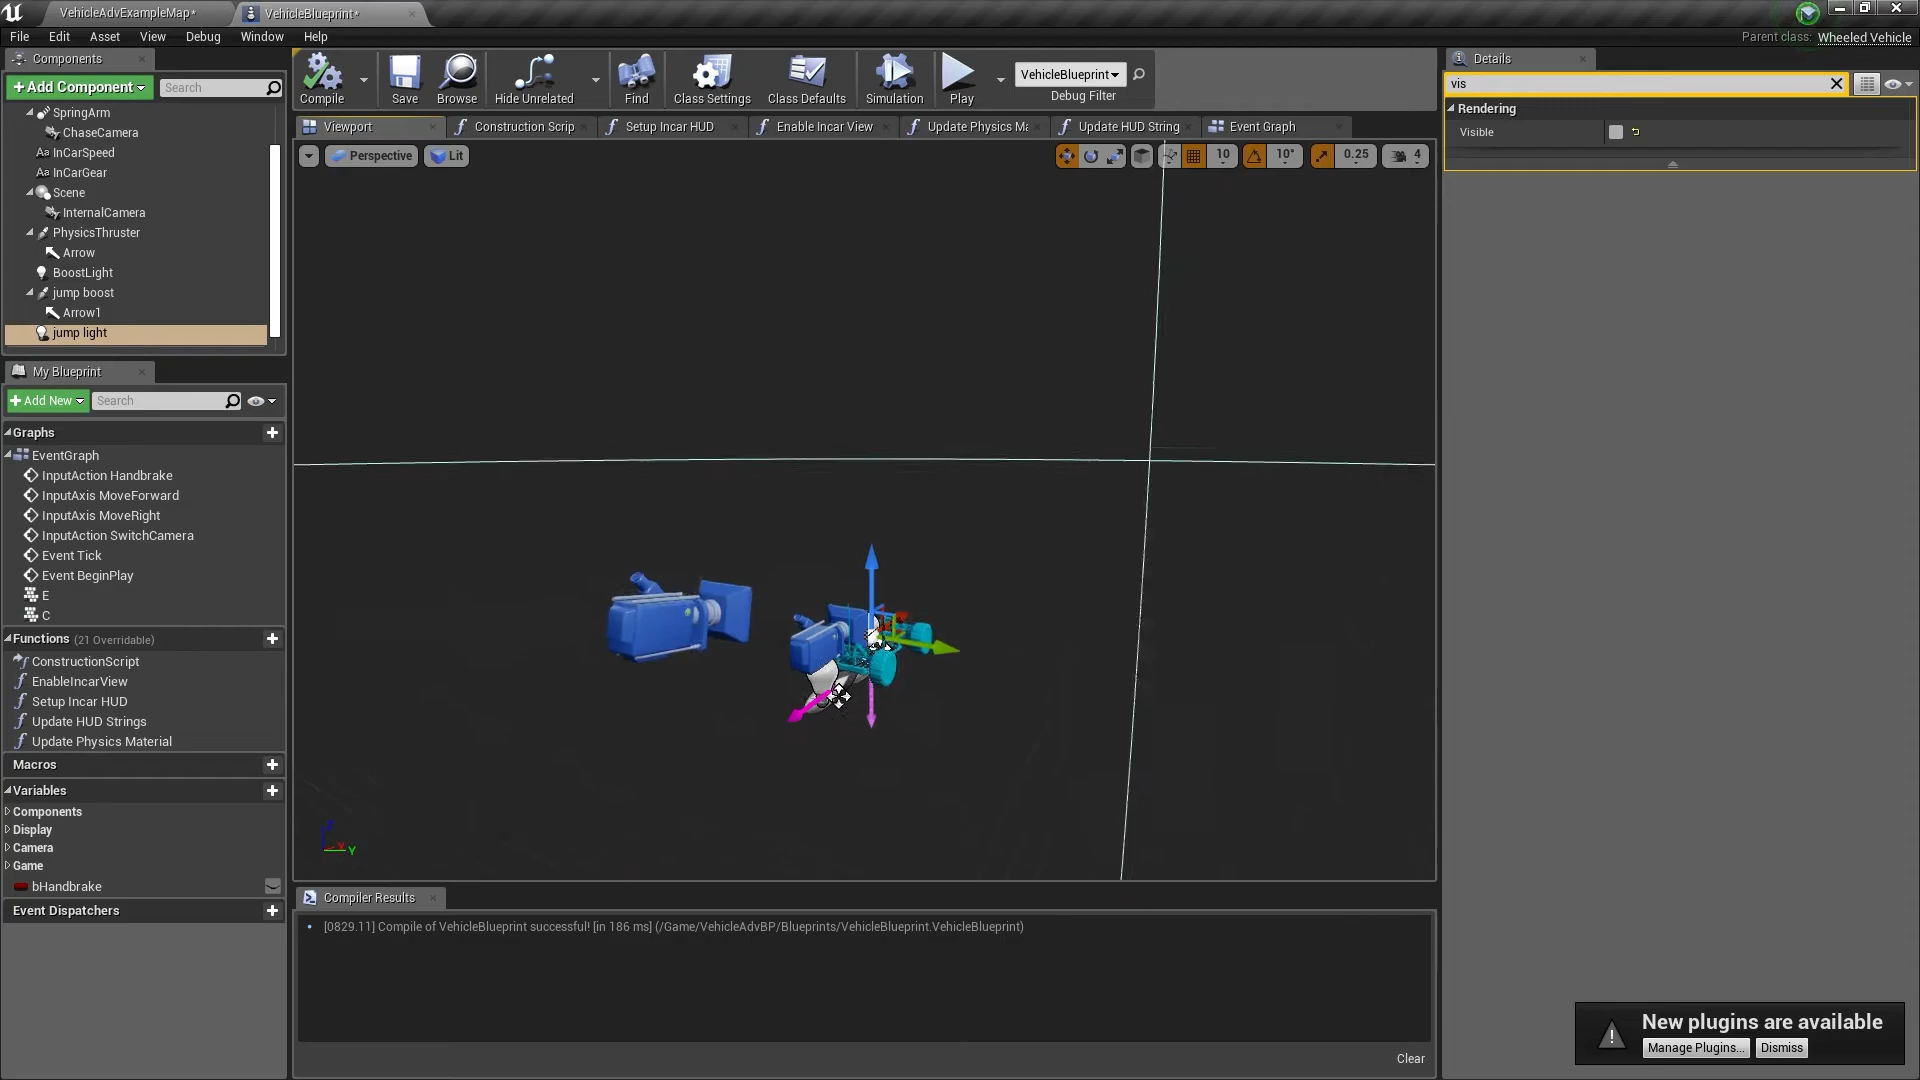 VehicleAdvExampleMap*
VehicleBlueprint*
File Edit Asset View Debug Window Help
Parent class: Wheeled Vehicle
Components
Add Component
Search
SpringArm
ChaseCamera
InCarSpeed
InCarGear
Scene
InternalCamera
PhysicsThruster
Arrow
BoostLight
jump boost
Arrow1
jump light
My Blueprint
Add New
Search
Graphs
EventGraph
InputAction Handbrake
InputAxis MoveForward
InputAxis MoveRight
InputAction SwitchCamera
Event Tick
Event BeginPlay
E
C
Functions (21 Overridable)
ConstructionScript
EnableIncarView
Setup Incar HUD
Update HUD Strings
Update Physics Material
Macros
Variables
Components
Display
Camera
Game
bHandbrake
Event Dispatchers
Compile Save Browse Hide Unrelated Find Class Settings Class Defaults Simulation Play
VehicleBlueprint
Debug Filter
Viewport Construction Scrip Setup Incar HUD Enable Incar View Update Physics Ma Update HUD String Event Graph
Perspective Lit
10 10° 0.25 4
Z X Y
Compiler Results
[0829.11] Compile of VehicleBlueprint successful! [in 186 ms] (/Game/VehicleAdvBP/Blueprints/VehicleBlueprint.VehicleBlueprint)
Clear
Details
vis
Rendering
Visible
New plugins are available
Manage Plugins... Dismiss